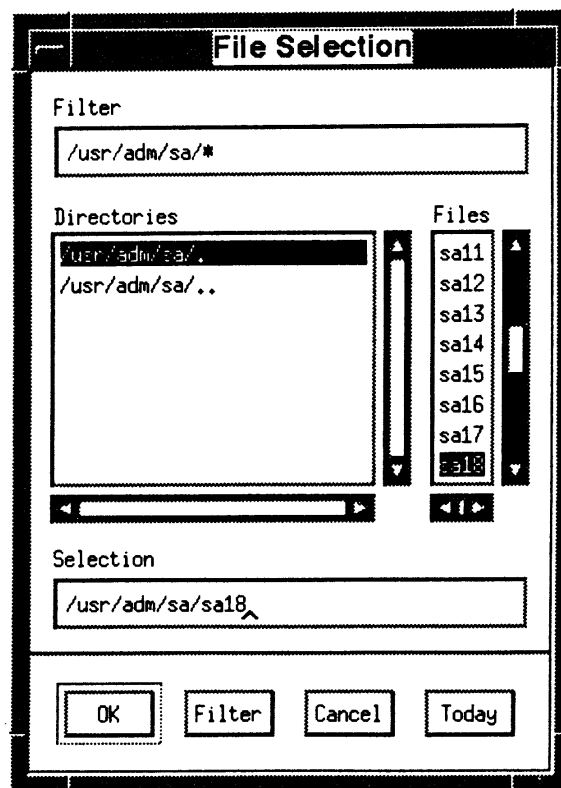 File Selection
Filter
/usr/adm/sa/*
Directories
/usr/adm/sa/.
/usr/adm/sa/..
Files
sa11
sa12
sa13
sa14
sa15
sa16
sa17
sa18
Selection
/usr/adm/sa/sa18
OK Filter Cancel Today